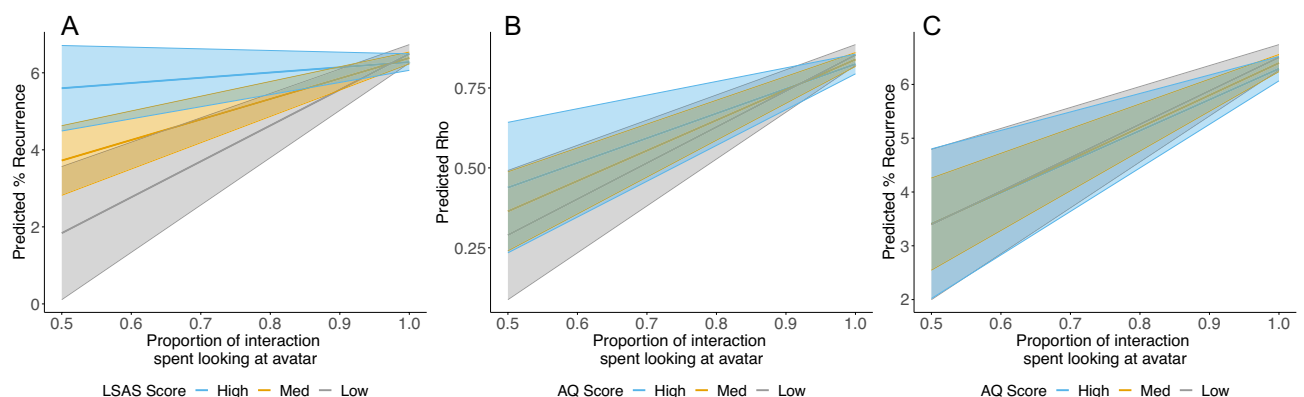 A
Predicted % Recurrence
6
4
2
0
0.5 0.6 0.7 0.8 0.9 1.0
Proportion of interaction
spent looking at avatar
LSAS Score High Med Low
B
Predicted Rho
0.75
0.50
0.25
0.5 0.6 0.7 0.8 0.9 1.0
Proportion of interaction
spent looking at avatar
AQ Score High Med Low
C
Predicted % Recurrence
6
5
4
3
2
0.5 0.6 0.7 0.8 0.9 1.0
Proportion of interaction
spent looking at avatar
AQ Score High Med Low